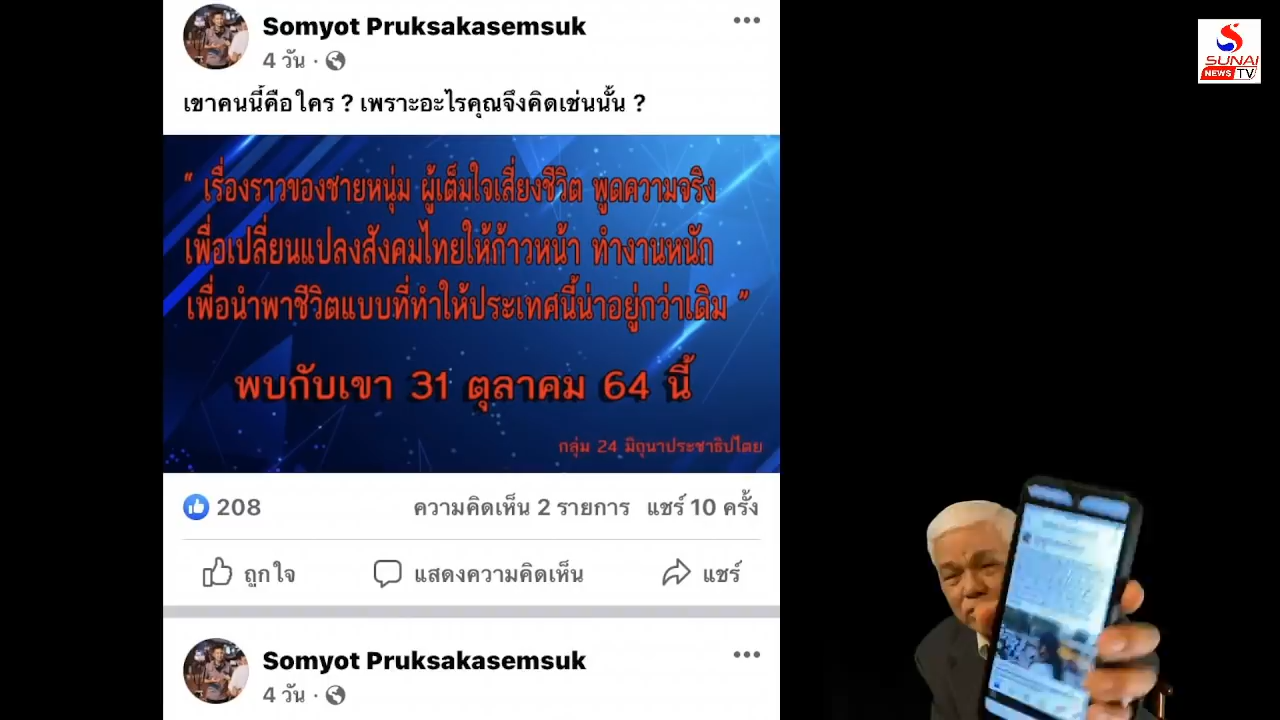 SUNAI
NEWS TV
Somyot Pruksakasemsuk
4 วัน ·
เขาคนนี้คือใคร ? เพราะอะไรคุณจึงคิดเช่นนั้น ?
" เรื่องราวของชายหนุ่ม ผู้เต็มใจเสี่ยงชีวิต พูดความจริง
เพื่อเปลี่ยนแปลงสังคมไทยให้ก้าวหน้า ทำงานหนัก
เพื่อนำพาชีวิตแบบที่ทำให้ประเทศนี้น่าอยู่กว่าเดิม "
พบกับเขา 31 ตุลาคม 64 นี้
กลุ่ม 24 มิถุนาประชาธิปไตย
208 ความคิดเห็น 2 รายการ แชร์ 10 ครั้ง
ถูกใจ แสดงความคิดเห็น แชร์
Somyot Pruksakasemsuk
4 วัน ·